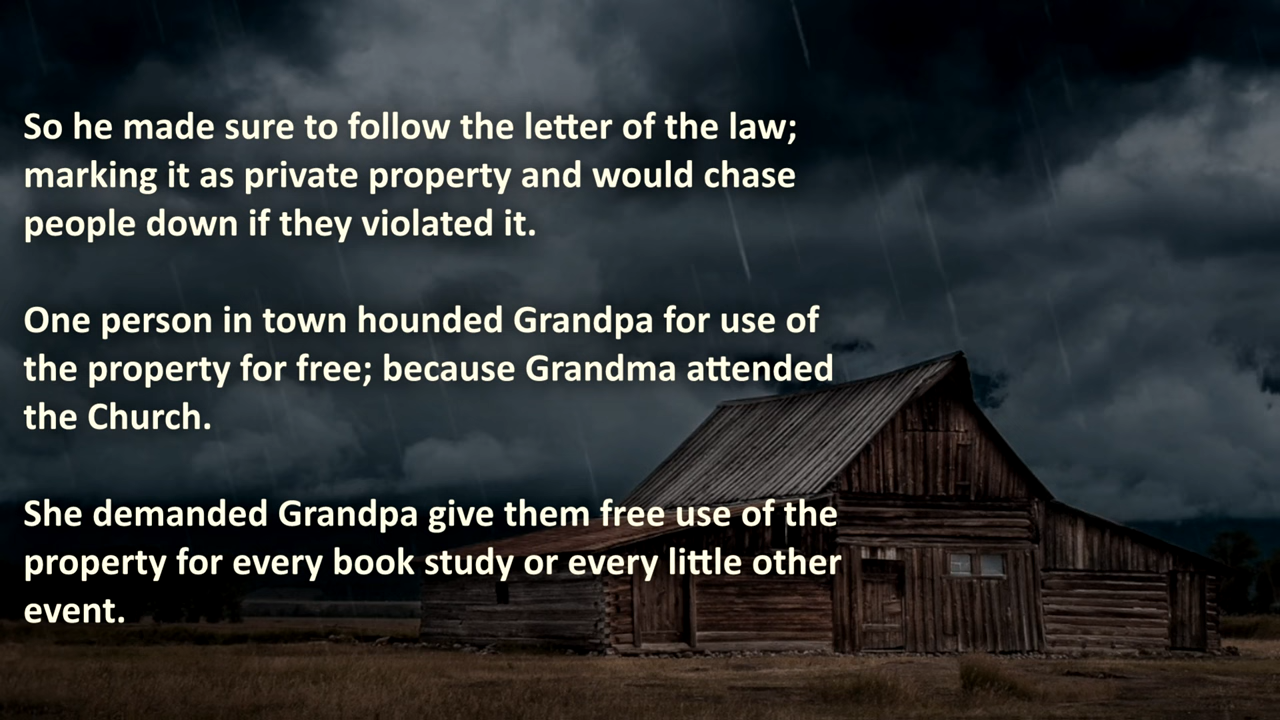 So he made sure to follow the letter of the law;
marking it as private property and would chase
people down if they violated it.
One person in town hounded Grandpa for use of
the property for free; because Grandma attended
the Church.
She demanded Grandpa give them free use of the
property for every book study or every little other
event.